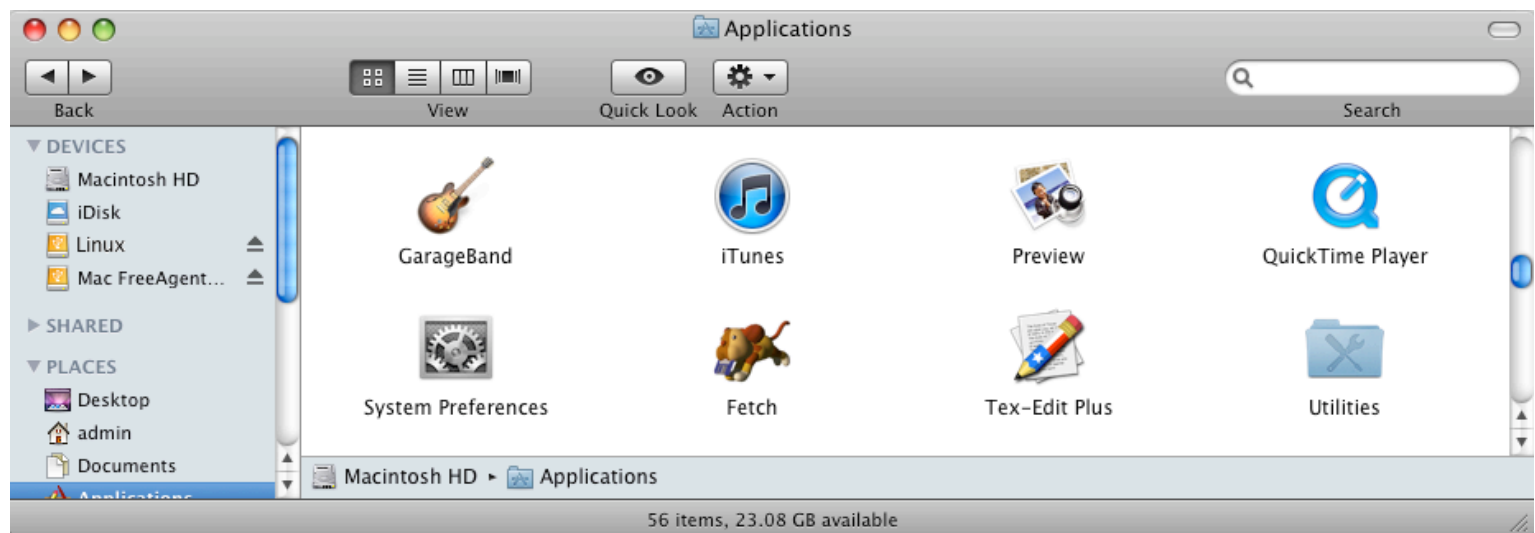 Applications
Back View Quick Look Action Search
DEVICES
Macintosh HD
iDisk
Linux
Mac FreeAgent...
SHARED
PLACES
Desktop
admin
Documents
Applications
GarageBand iTunes Preview QuickTime Player
System Preferences Fetch Tex-Edit Plus Utilities
Macintosh HD ▸ Applications
56 items, 23.08 GB available